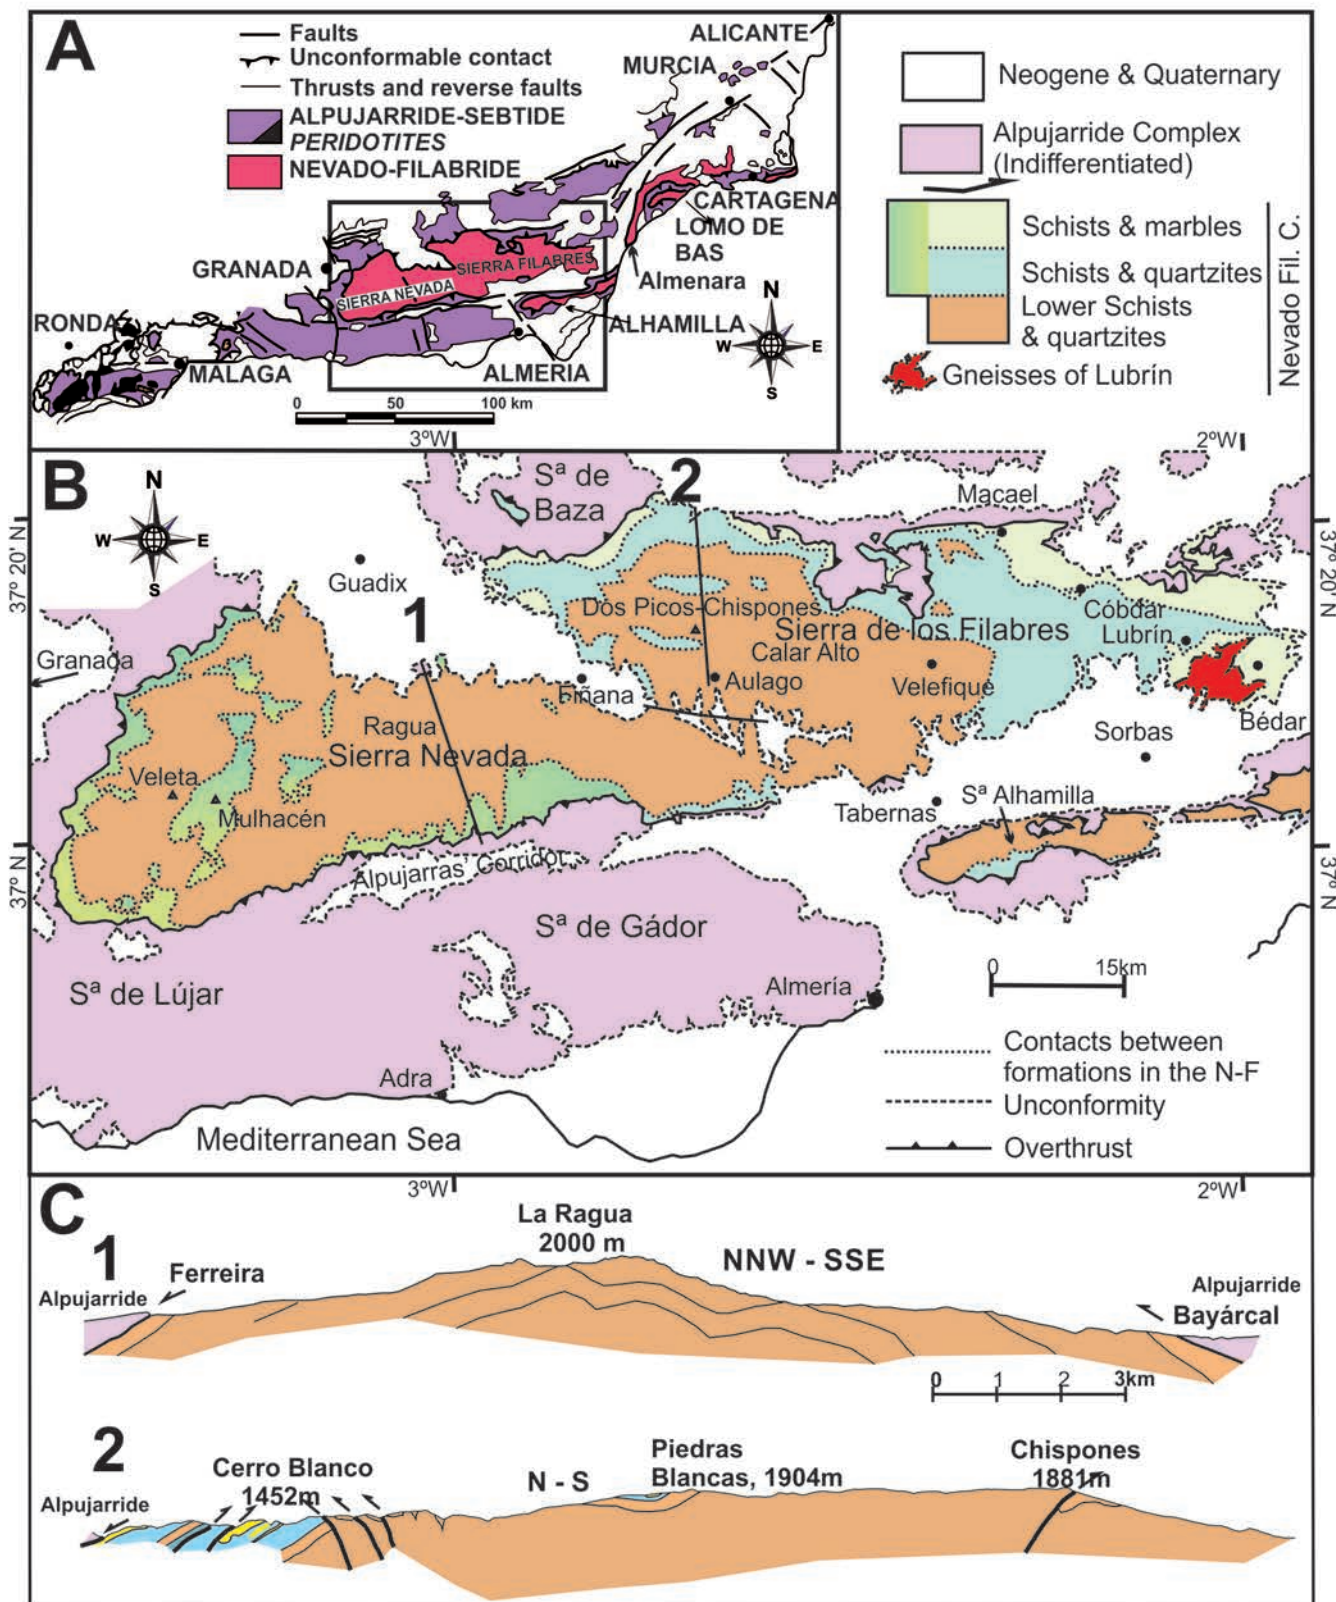 A
Faults
Unconformable contact
Thrusts and reverse faults
ALPUJARRIDE-SEBTIDE
PERIDOTITES
NEVADO-FILABRIDE
ALICANTE
MURCIA
CARTAGENA
LOMO DE
BAS
Almenara
GRANADA
SIERRA FILABRES
SIERRA NEVADA
ALHAMILLA
RONDA
MÁLAGA
ALMERIA
N
W
E
S
0 50 100 km
Neogene & Quaternary
Alpujarride Complex
(Indifferentiated)
Schists & marbles
Schists & quartzites
Lower Schists
& quartzites
Gneisses of Lubrín
Nevado Fil. C.
3ºW
2ºW
B
N
W
E
S
37º 20' N
37º 20' N
37º N
37º N
Sª de
Baza
2
Macael
Guadix
1
Dos Picos-Chispones
Sierra de los Filabres
Cóbdar
Lubrín
Calar Alto
Granada
Fiñana
Aulago
Velefique
Bédar
Ragua
Sierra Nevada
Sorbas
Veleta
Mulhacén
Tabernas
Sª Alhamilla
Alpujarras' Corridor
Sª de Gádor
Sª de Lújar
Almería
0 15km
Adra
Mediterranean Sea
Contacts between
formations in the N-F
Unconformity
Overthrust
3ºW
2ºW
C
1
La Ragua
2000 m
NNW - SSE
Ferreira
Alpujarride
Alpujarride
Bayárcal
0 1 2 3km
2
Cerro Blanco
1452m
N - S
Piedras
Blancas, 1904m
Chispones
1881m
Alpujarride